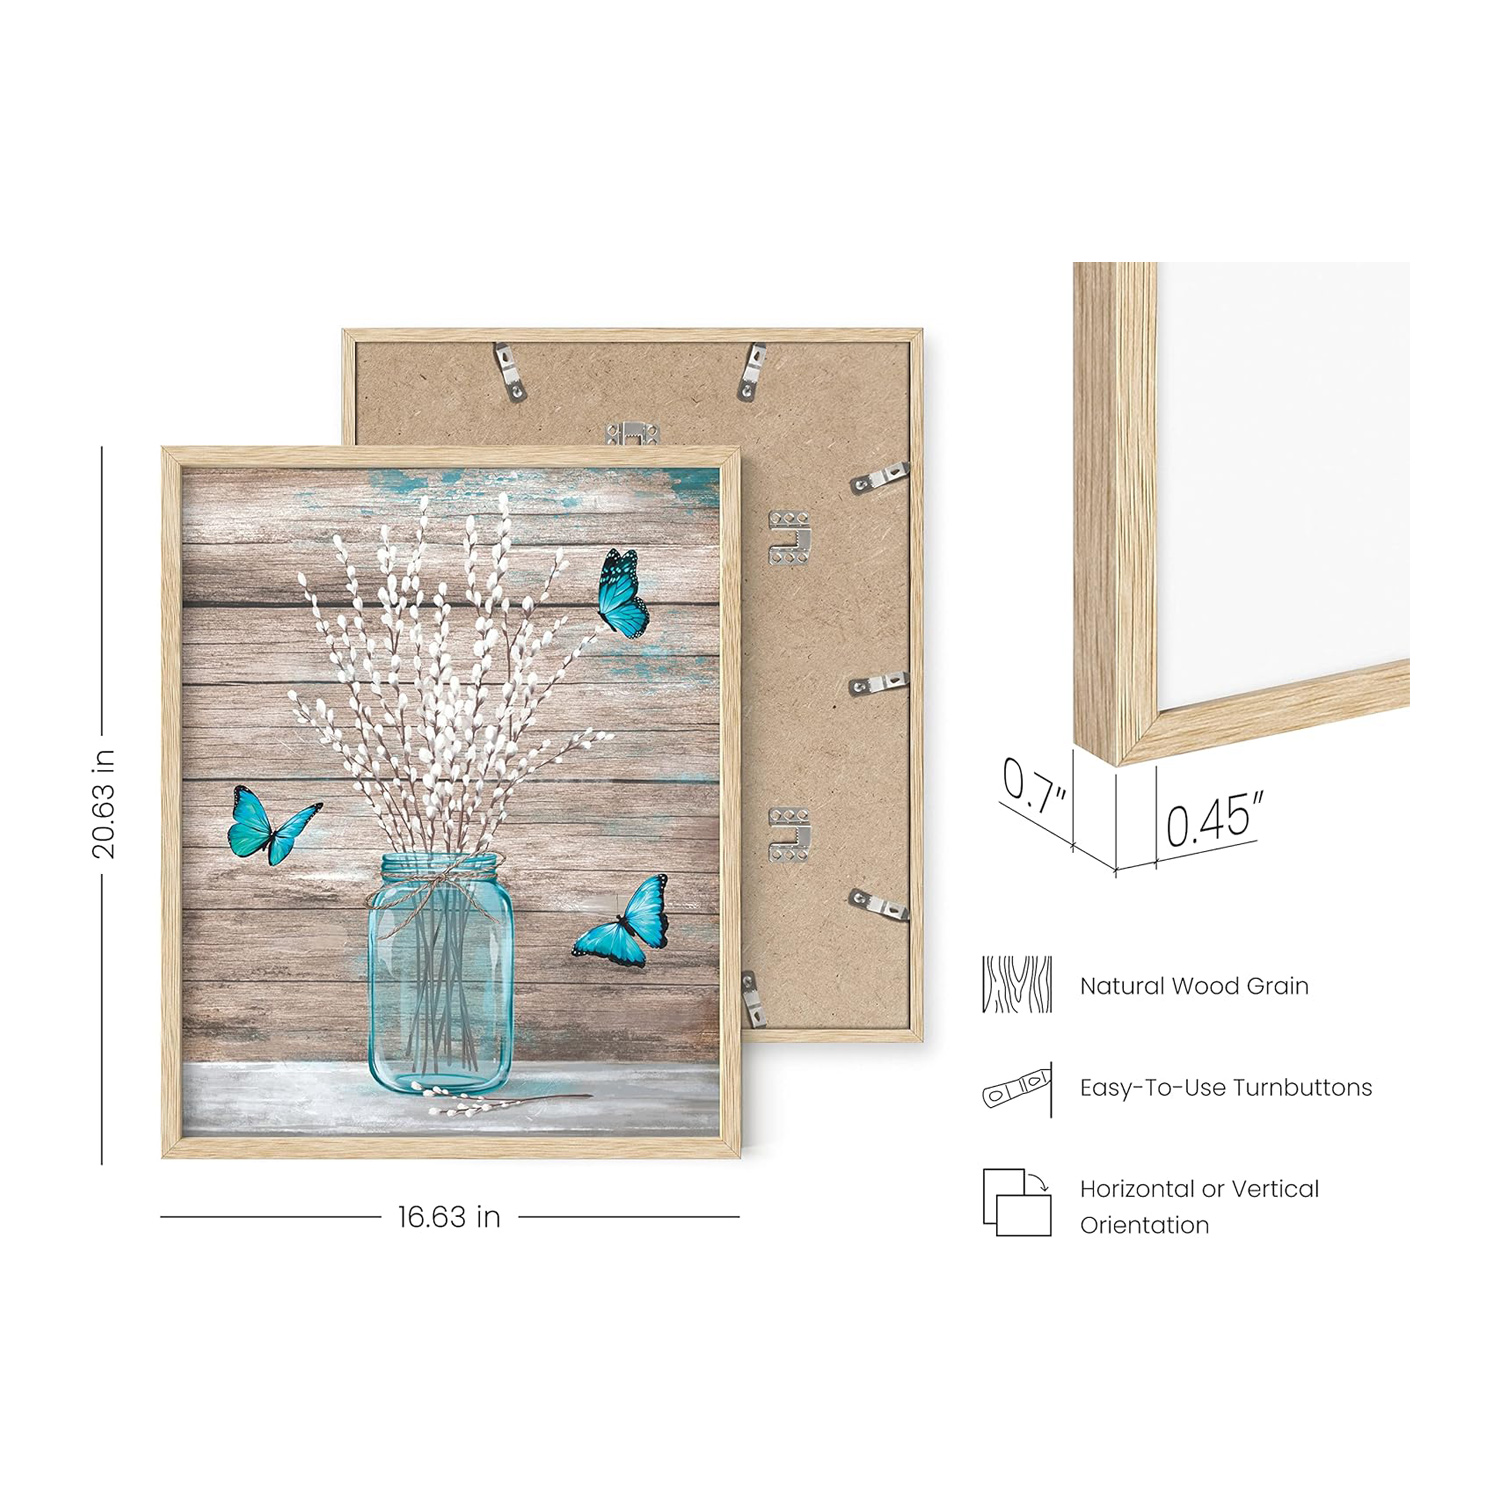 20.63 in
16.63 in
0.7"
0.45"
Natural Wood Grain
Easy-To-Use Turnbuttons
Horizontal or Vertical
Orientation